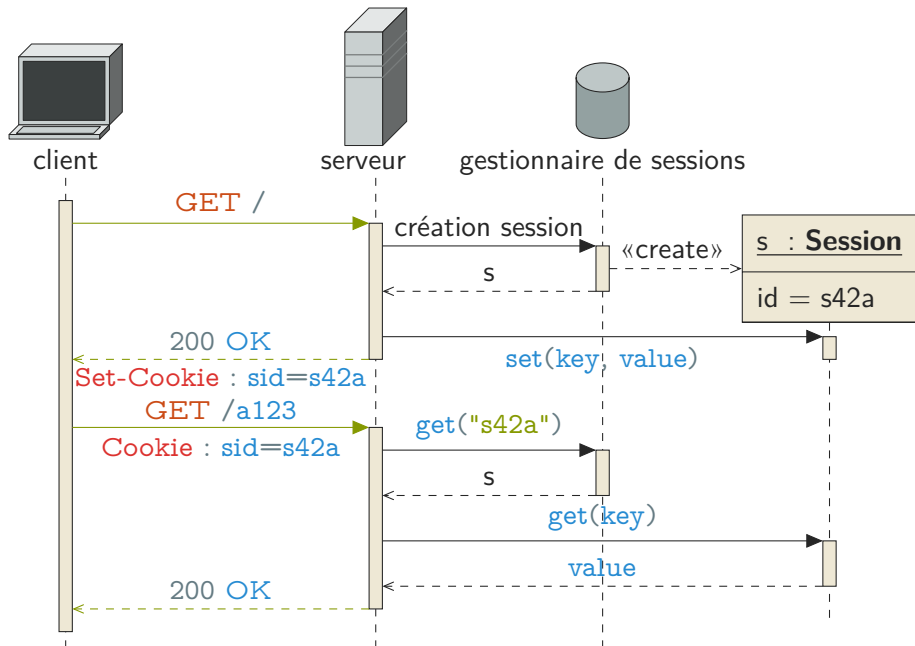 client
serveur
gestionnaire de sessions
GET /
création session
«create»
s : Session
s
id = s42a
200 OK
set(key, value)
Set-Cookie : sid=s42a
GET /a123
get("s42a")
Cookie : sid=s42a
s
get(key)
value
200 OK